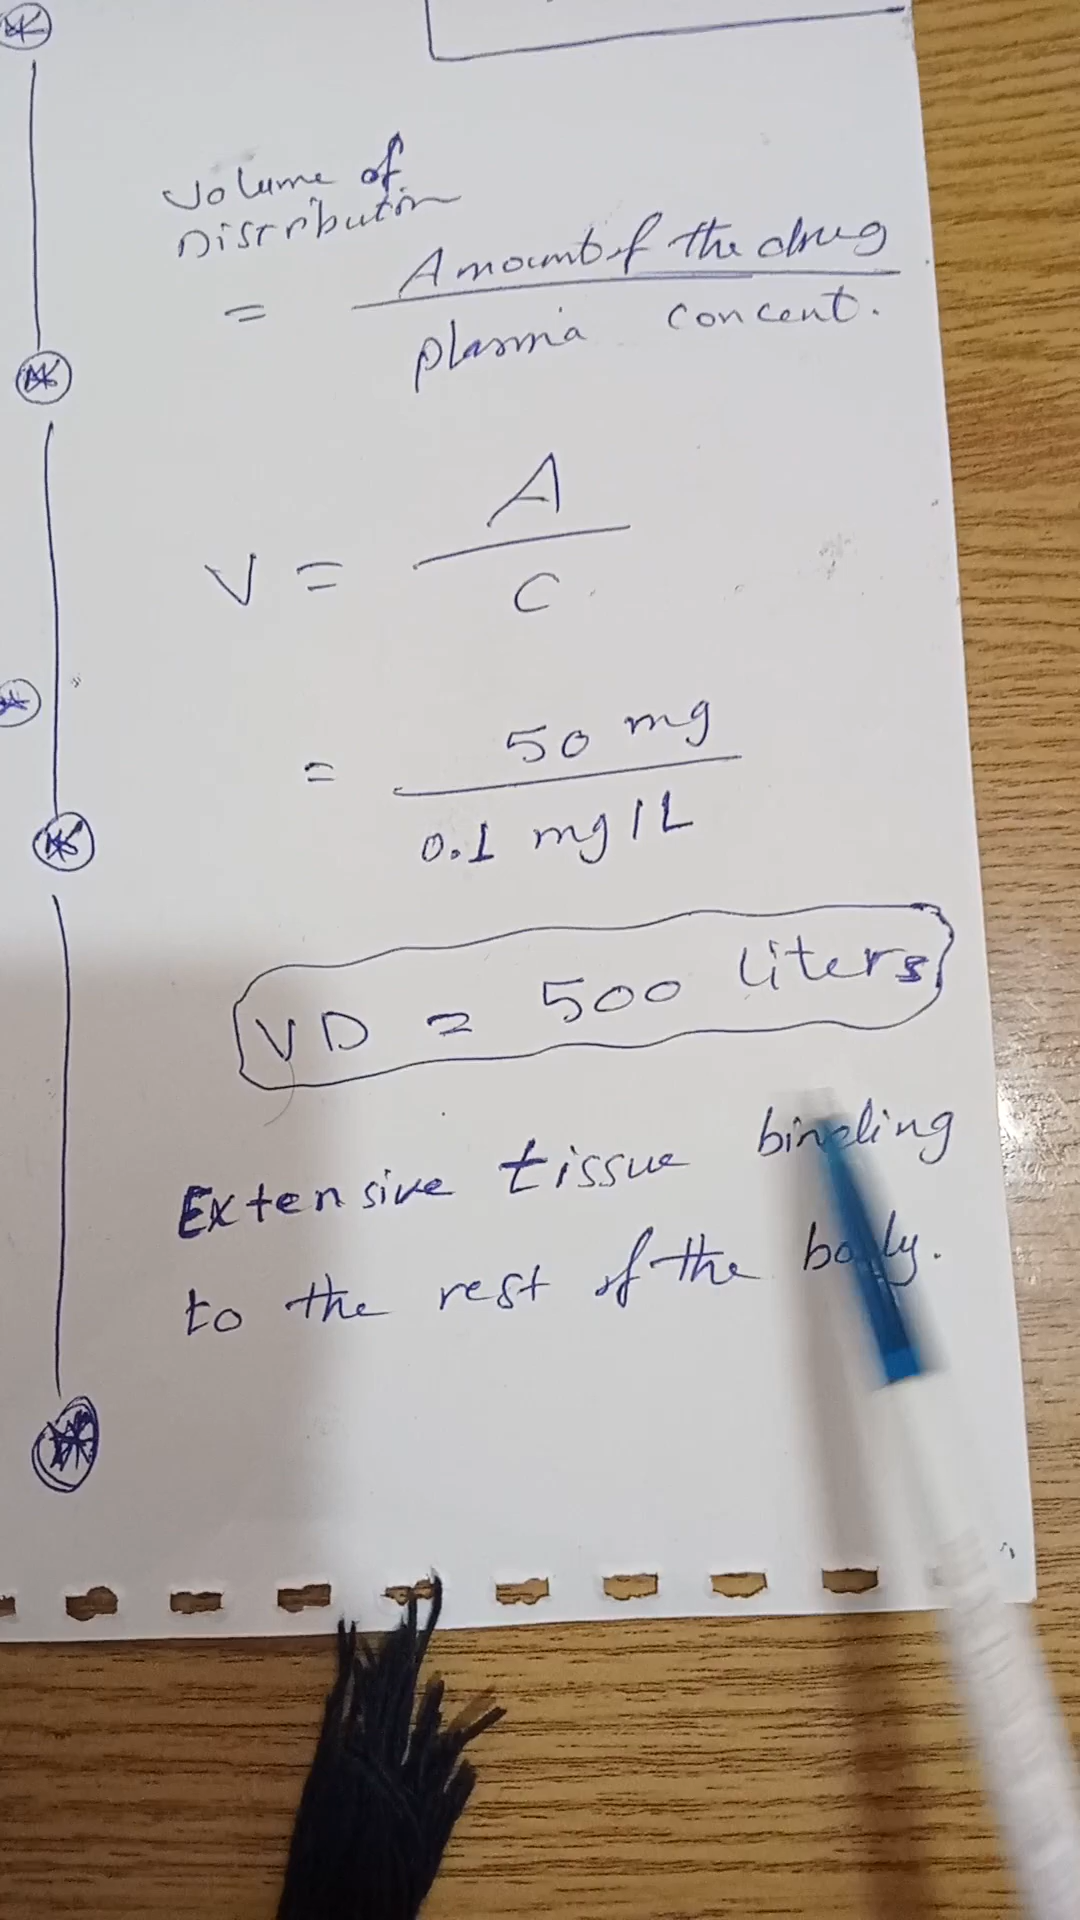 Volume of
Distribution
= Amount of the drug
plasma concent.
V = A
C
= 50 mg
0.1 mg/L
VD = 500 liters
Extensive tissue binding
to the rest of the body.